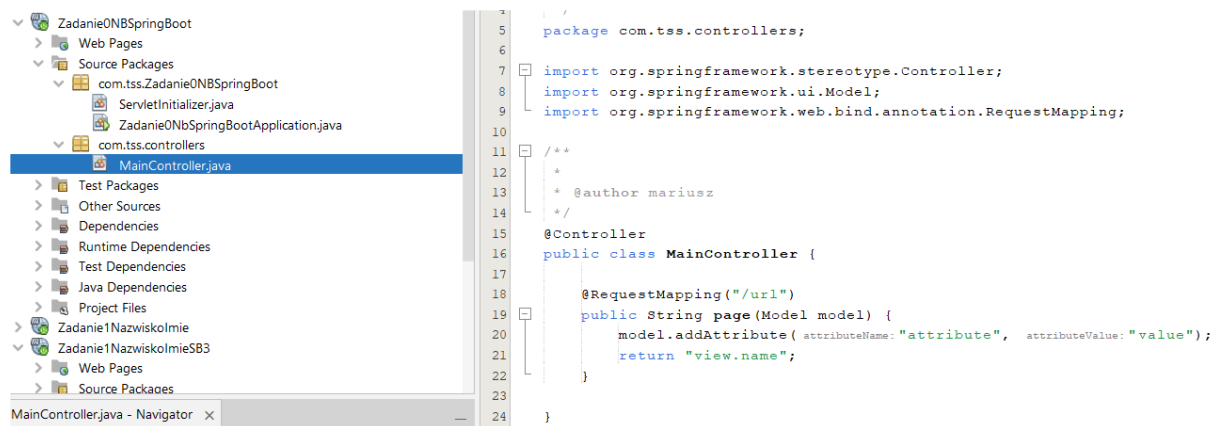 Zadanie0NBSpringBoot
Web Pages
Source Packages
com.tss.Zadanie0NBSpringBoot
ServletInitializer.java
Zadanie0NbSpringBootApplication.java
com.tss.controllers
MainController.java
Test Packages
Other Sources
Dependencies
Runtime Dependencies
Test Dependencies
Java Dependencies
Project Files
Zadanie1NazwiskoImie
Zadanie1NazwiskoImieSB3
Web Pages
Source Packages
MainController.java - Navigator ×
4 */
5 package com.tss.controllers;
6
7 import org.springframework.stereotype.Controller;
8 import org.springframework.ui.Model;
9 import org.springframework.web.bind.annotation.RequestMapping;
10
11 /**
12 *
13 * @author mariusz
14 */
15 @Controller
16 public class MainController {
17
18 @RequestMapping("/url")
19 public String page(Model model) {
20 model.addAttribute( attributeName: "attribute", attributeValue: "value");
21 return "view.name";
22 }
23
24 }